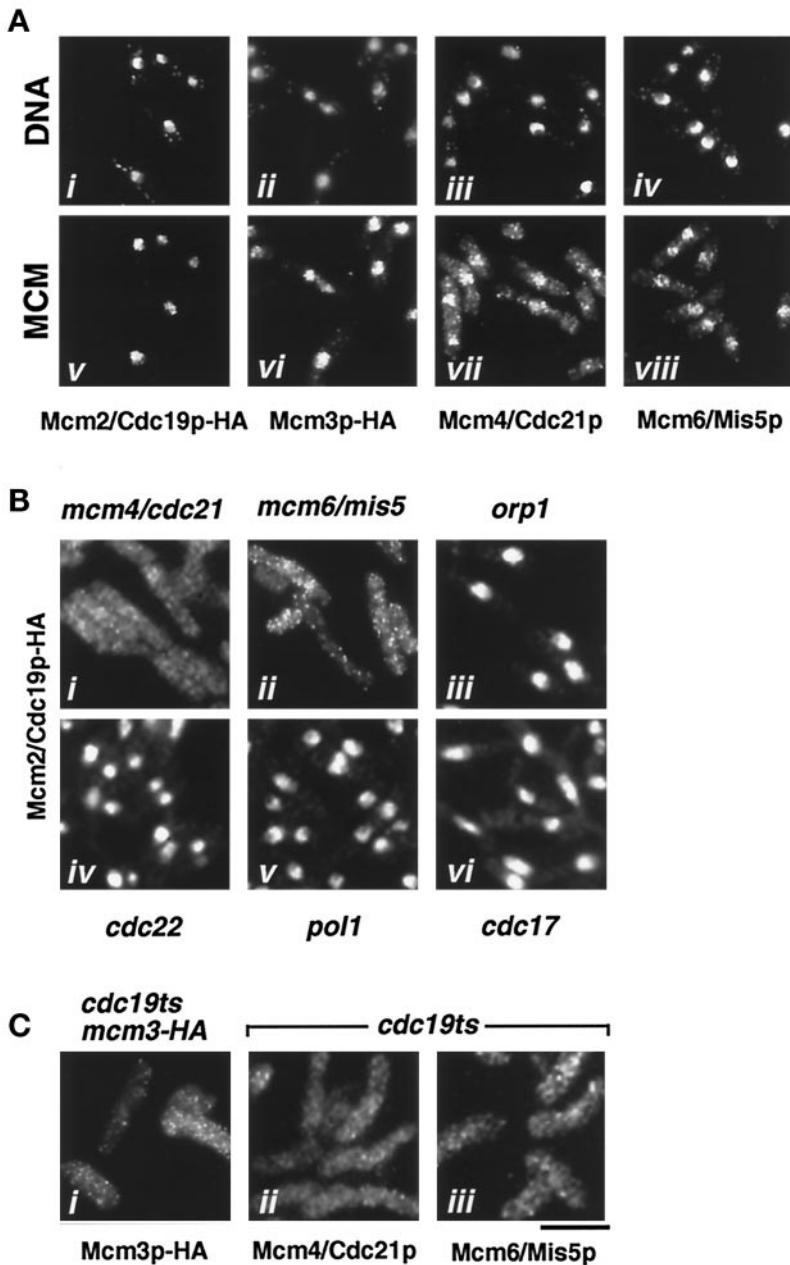 A
DNA
i
ii
iii
iv
MCM
v
vi
vii
viii
Mcm2/Cdc19p-HA
Mcm3p-HA
Mcm4/Cdc21p
Mcm6/Mis5p
B
mcm4/cdc21
mcm6/mis5
orp1
Mcm2/Cdc19p-HA
i
ii
iii
iv
v
vi
cdc22
pol1
cdc17
C
cdc19ts
mcm3-HA
cdc19ts
i
ii
iii
Mcm3p-HA
Mcm4/Cdc21p
Mcm6/Mis5p